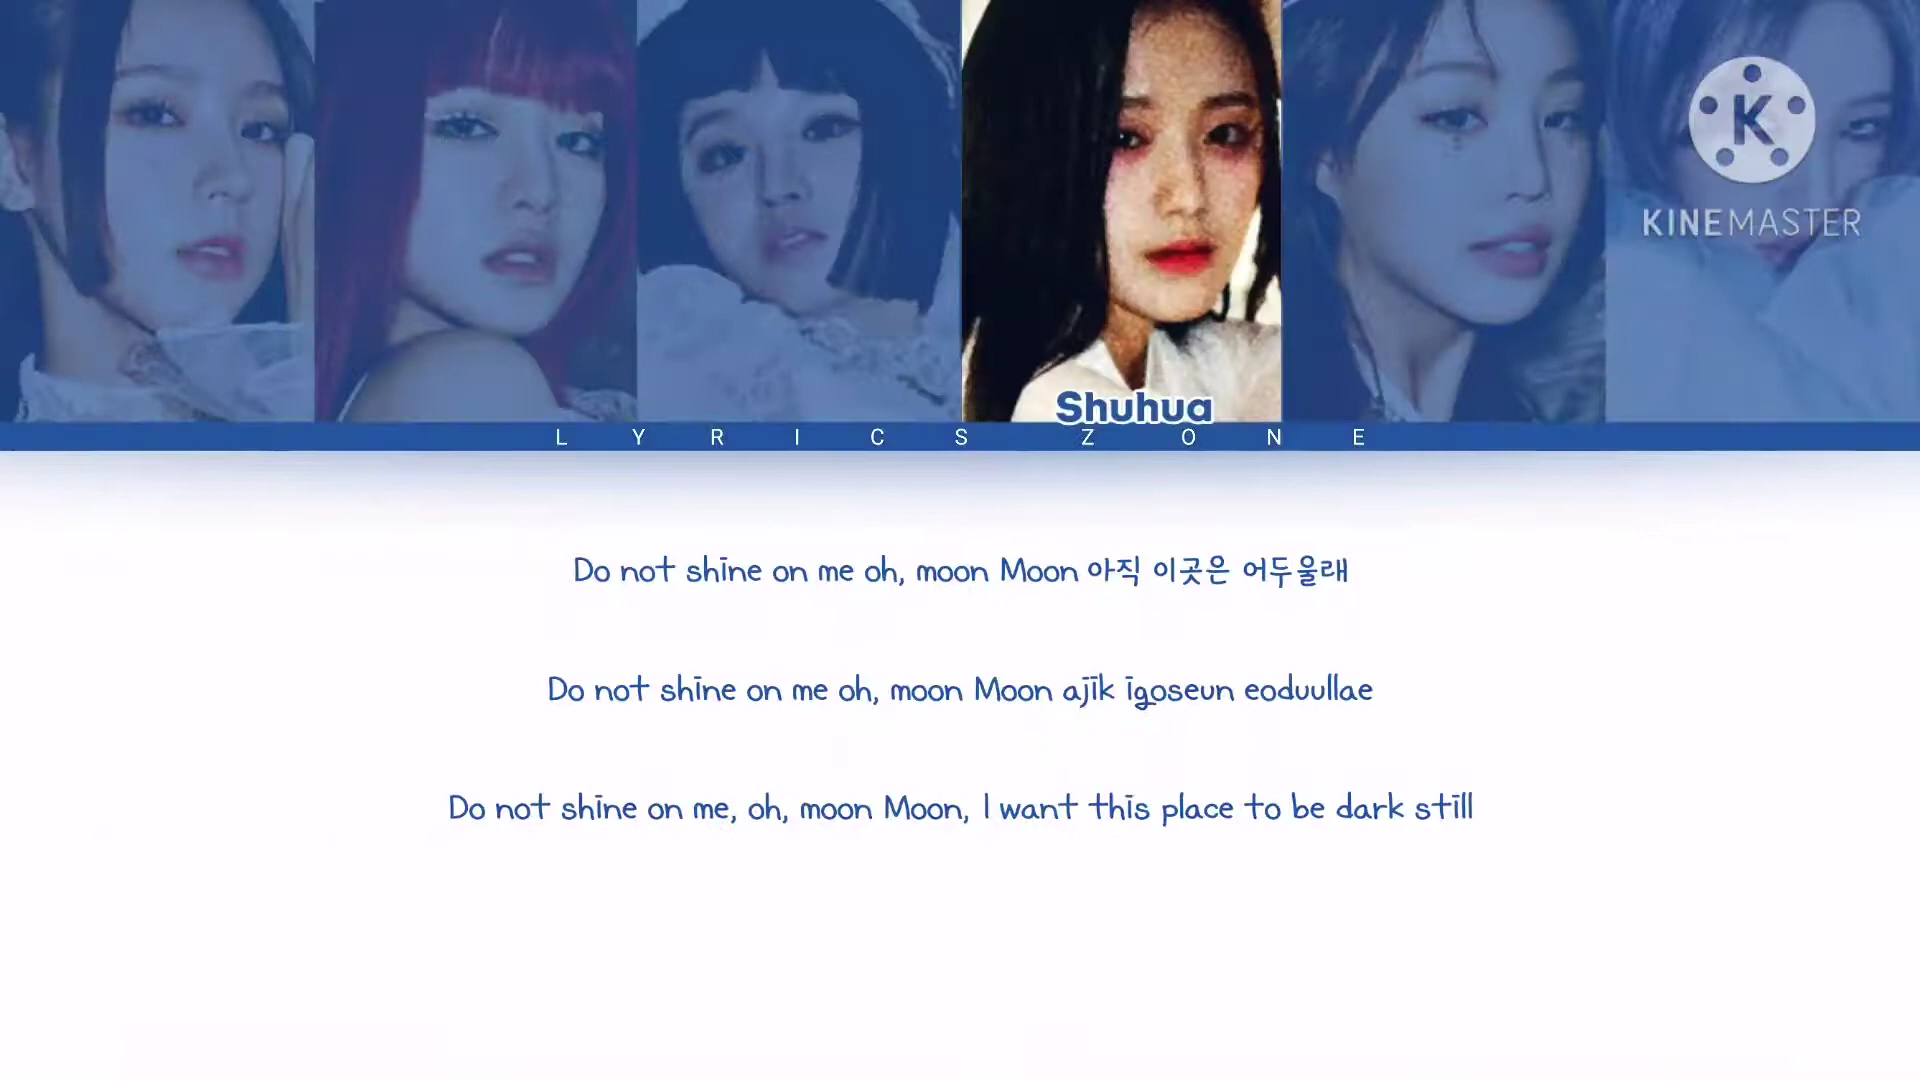 KINEMASTER
Shuhua
LYRICS ZONE
Do not shine on me oh, moon Moon 아직 이곳은 어두울래
Do not shine on me oh, moon Moon ajik igoseun eoduullae
Do not shine on me, oh, moon Moon, I want this place to be dark still